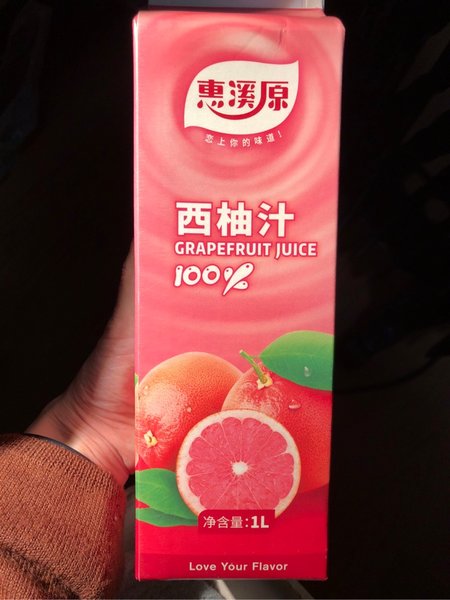 惠溪原
恋上你的味道！
西柚汁
GRAPEFRUIT JUICE
100%
净含量：1L
Love Your Flavor